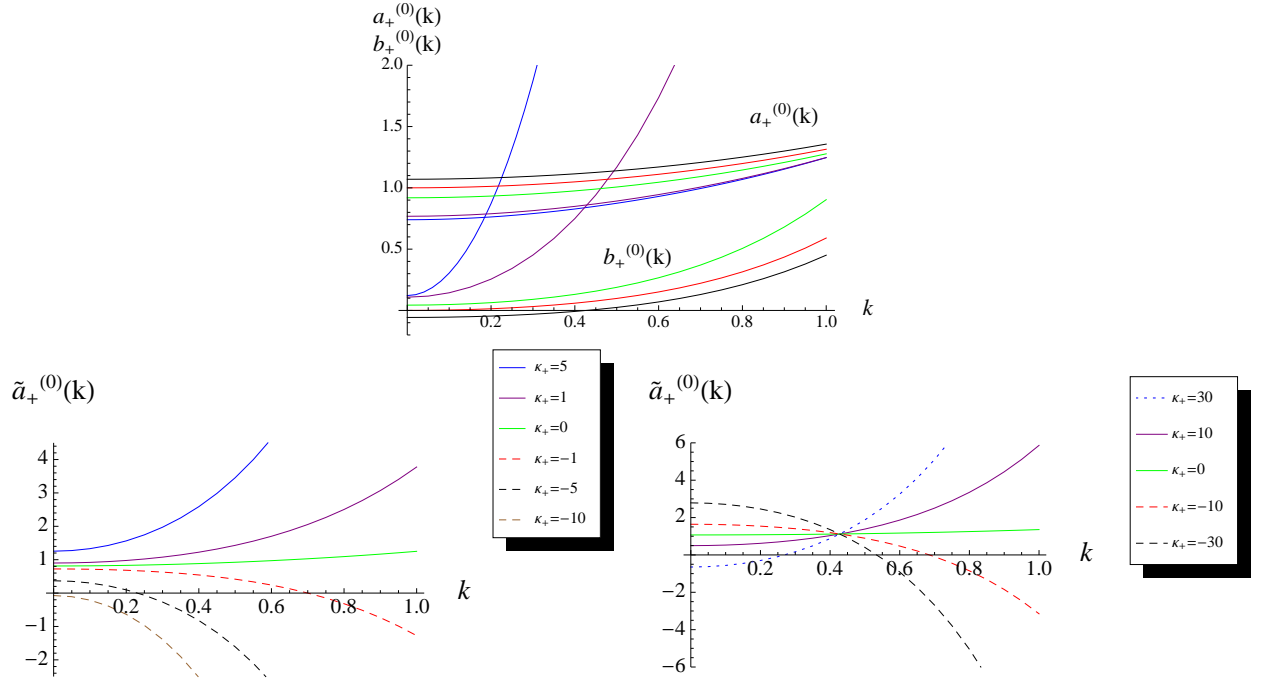 a₊⁽⁰⁾(k)
b₊⁽⁰⁾(k)
2.0
1.5
1.0
0.5
a₊⁽⁰⁾(k)
b₊⁽⁰⁾(k)
0.2 0.4 0.6 0.8 1.0 k
ã₊⁽⁰⁾(k)
4
3
2
1
-1
-2
0.2 0.4 0.6 0.8 1.0 k
κ₊=5
κ₊=1
κ₊=0
κ₊=-1
κ₊=-5
κ₊=-10
ã₊⁽⁰⁾(k)
6
4
2
-2
-4
-6
0.2 0.4 0.6 0.8 1.0 k
κ₊=30
κ₊=10
κ₊=0
κ₊=-10
κ₊=-30